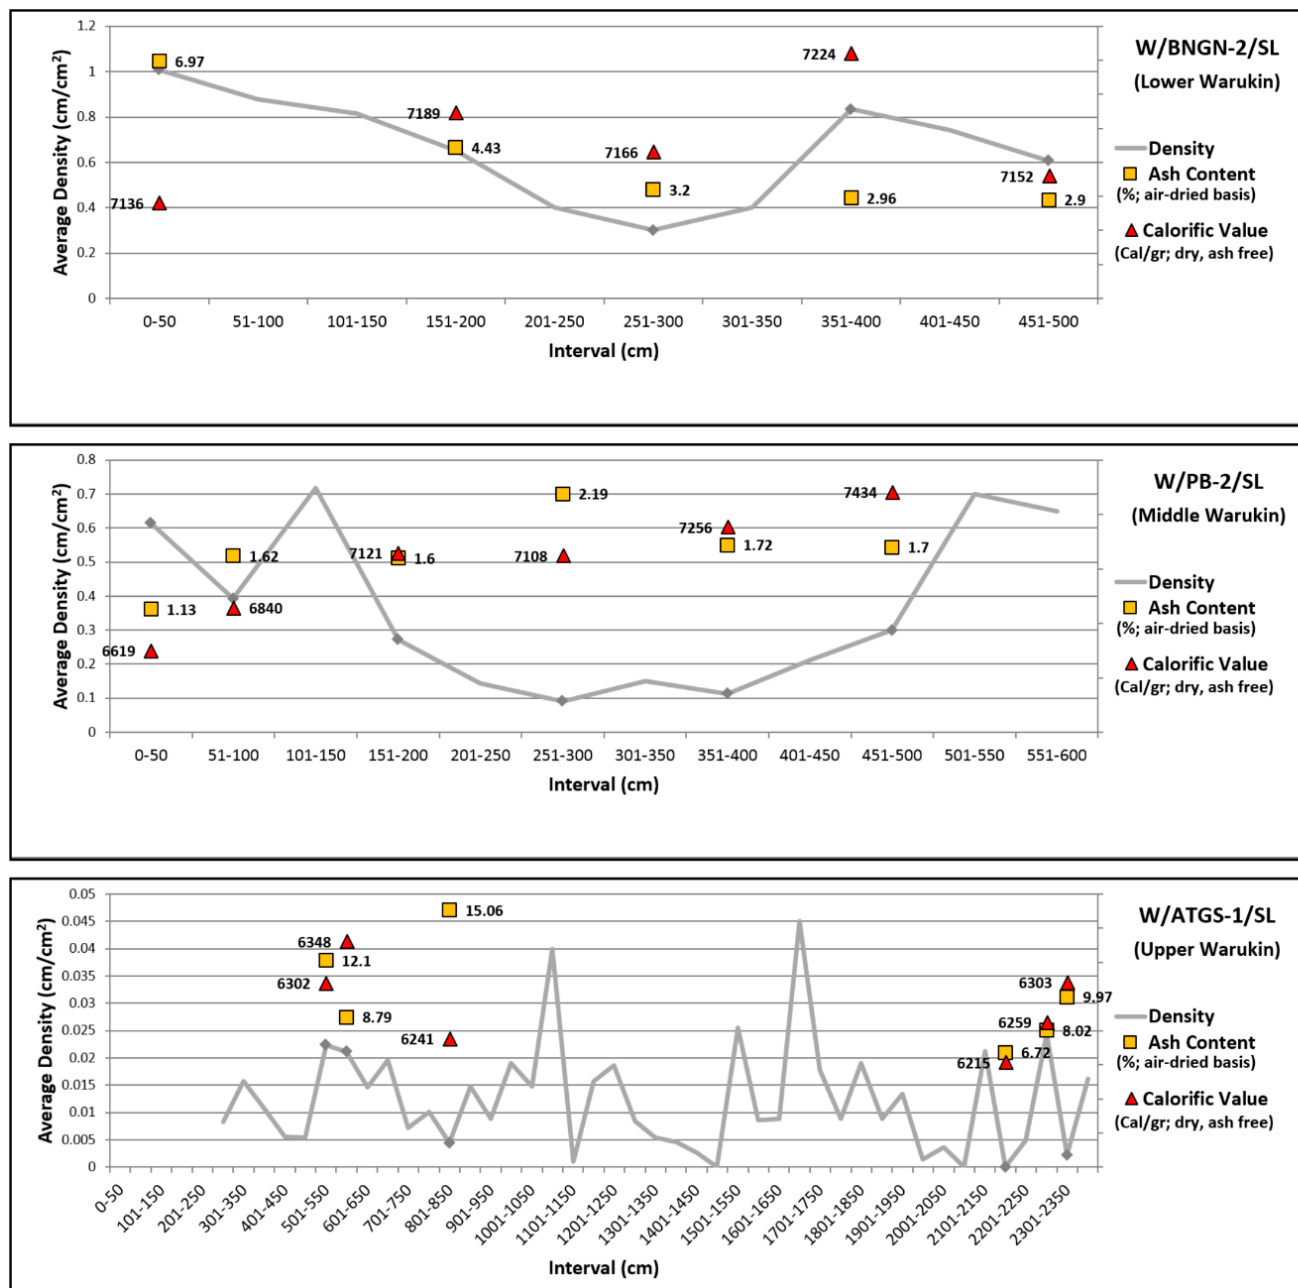 W/BNGN-2/SL
(Lower Warukin)
Average Density (cm/cm²)
1.2
1
0.8
0.6
0.4
0.2
0
6.97
7136
7189
4.43
7166
3.2
7224
2.96
7152
2.9
Density
Ash Content
(%; air-dried basis)
Calorific Value
(Cal/gr; dry, ash free)
0-50 51-100 101-150 151-200 201-250 251-300 301-350 351-400 401-450 451-500
Interval (cm)
W/PB-2/SL
(Middle Warukin)
Average Density (cm/cm²)
0.8
0.7
0.6
0.5
0.4
0.3
0.2
0.1
0
1.13
6619
1.62
6840
7121
1.6
2.19
7108
7256
1.72
7434
1.7
Density
Ash Content
(%; air-dried basis)
Calorific Value
(Cal/gr; dry, ash free)
0-50 51-100 101-150 151-200 201-250 251-300 301-350 351-400 401-450 451-500 501-550 551-600
Interval (cm)
W/ATGS-1/SL
(Upper Warukin)
Average Density (cm/cm²)
0.05
0.045
0.04
0.035
0.03
0.025
0.02
0.015
0.01
0.005
0
6348
12.1
6302
8.79
15.06
6241
6303
9.97
6259
8.02
6.72
6215
Density
Ash Content
(%; air-dried basis)
Calorific Value
(Cal/gr; dry, ash free)
0-50 101-150 201-250 301-350 401-450 501-550 601-650 701-750 801-850 901-950 1001-1050 1101-1150 1201-1250 1301-1350 1401-1450 1501-1550 1601-1650 1701-1750 1801-1850 1901-1950 2001-2050 2101-2150 2201-2250 2301-2350
Interval (cm)